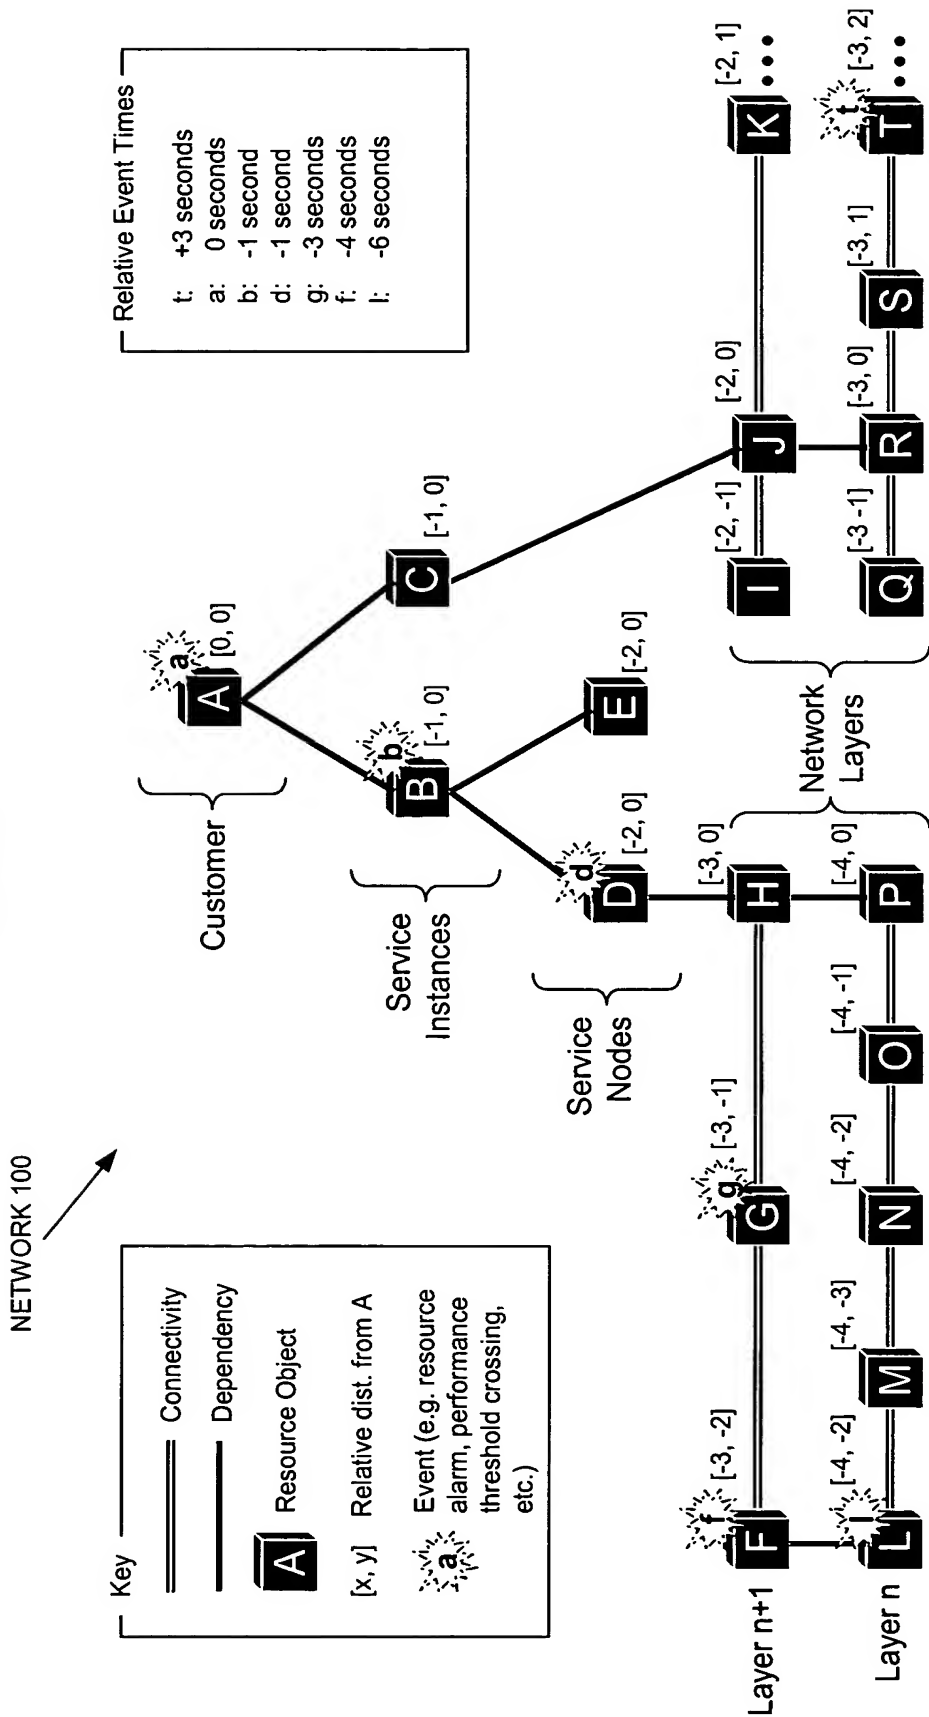 NETWORK 100
Key
Connectivity
Dependency
A
Resource Object
[x, y]
Relative dist. from A
a
Event (e.g. resource
alarm, performance
threshold crossing,
etc.)
Relative Event Times
t: +3 seconds
a: 0 seconds
b: -1 second
d: -1 second
g: -3 seconds
f: -4 seconds
l: -6 seconds
Customer
a
A
[0, 0]
Service
Instances
b
B
[-1, 0]
C
[-1, 0]
Service
Nodes
d
D
[-2, 0]
E
[-2, 0]
Network
Layers
Layer n+1
f
F
[-3, -2]
g
G
[-3, -1]
H
[-3, 0]
I
[-2, -1]
J
[-2, 0]
K
[-2, 1]
Layer n
l
L
[-4, -2]
M
[-4, -3]
N
[-4, -2]
O
[-4, -1]
P
[-4, 0]
Q
[-3 -1]
R
[-3, 0]
S
[-3, 1]
t
T
[-3, 2]